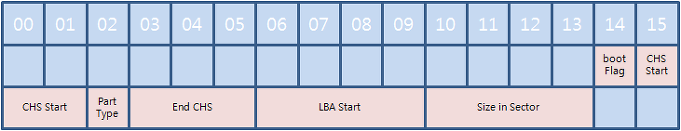 00 01 02 03 04 05 06 07 08 09 10 11 12 13 14 15
boot CHS
Flag Start
CHS Start Part Type End CHS LBA Start Size in Sector